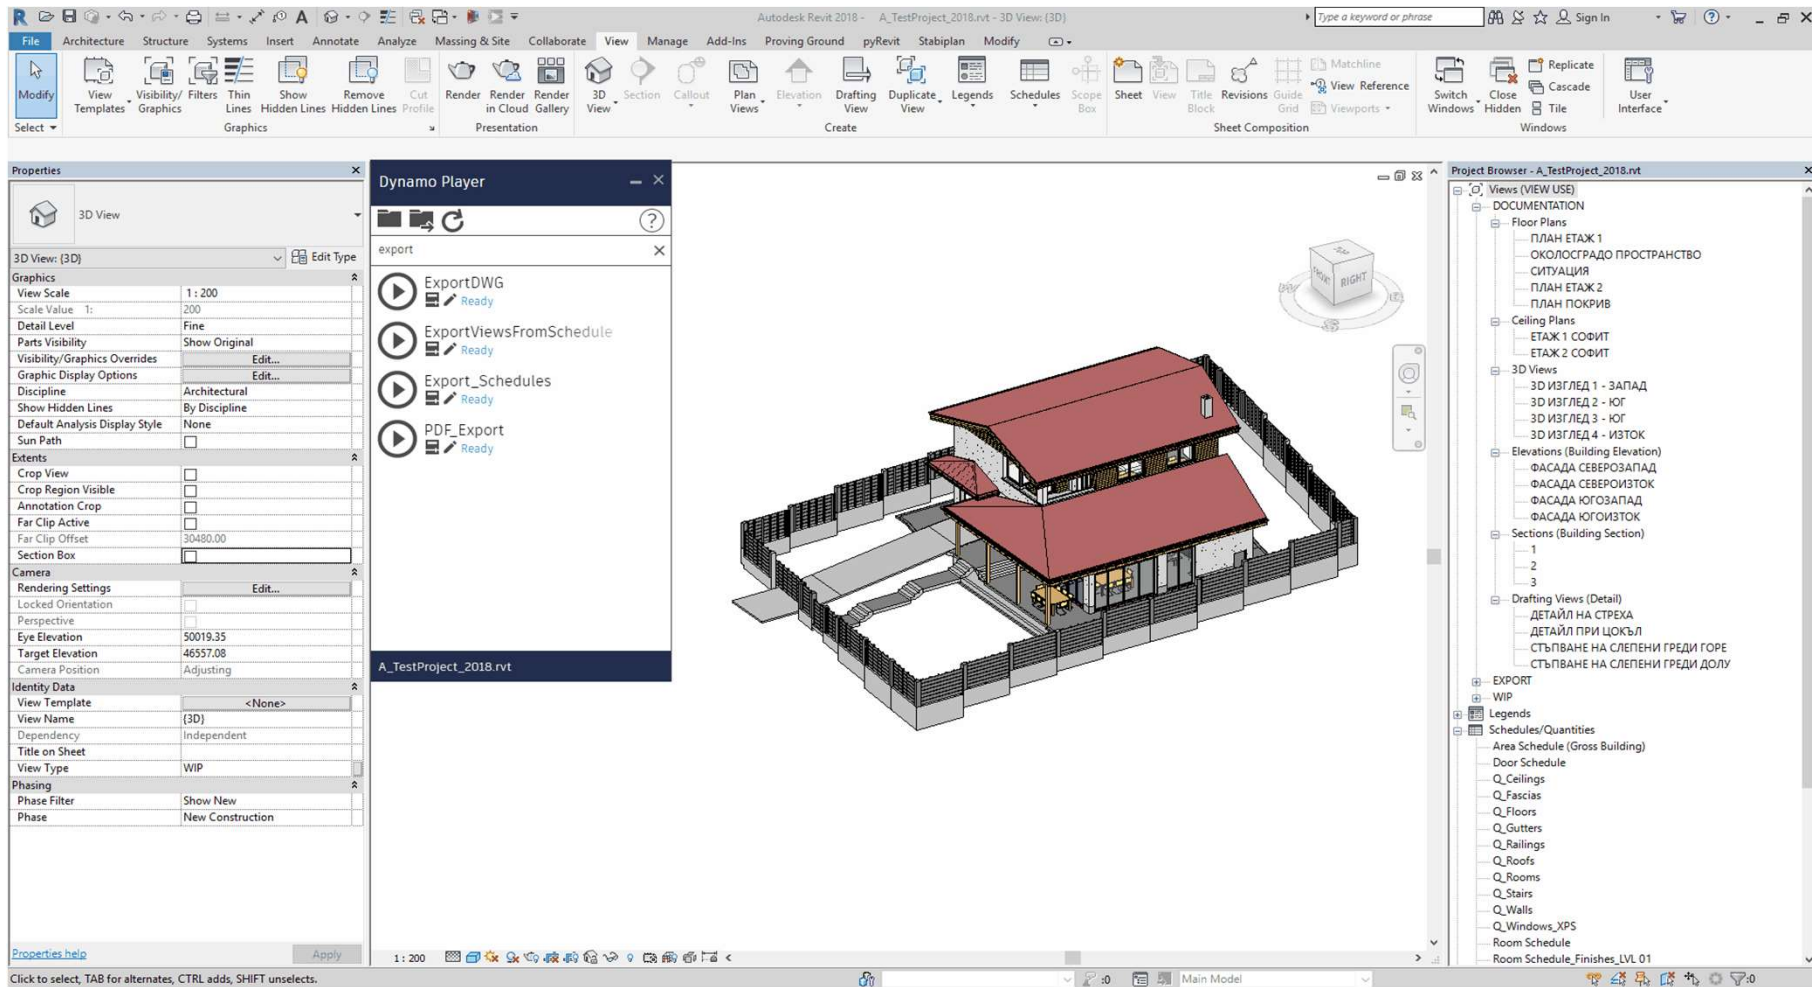 Autodesk Revit 2018 - A_TestProject_2018.rvt - 3D View: {3D}
Type a keyword or phrase
Sign In
File Architecture Structure Systems Insert Annotate Analyze Massing & Site Collaborate View Manage Add-Ins Proving Ground pyRevit Stabiplan Modify
Modify
View Templates
Visibility/ Graphics
Filters
Thin Lines
Show Hidden Lines
Remove Hidden Lines
Cut Profile
Render
Render in Cloud
Render Gallery
3D View
Section
Callout
Plan Views
Elevation
Drafting View
Duplicate View
Legends
Schedules
Scope Box
Sheet
View
Title Block
Revisions
Guide Grid
Matchline
View Reference
Viewports
Switch Windows
Close Hidden
Replicate
Cascade
Tile
User Interface
Select
Graphics
Presentation
Create
Sheet Composition
Windows
Properties
3D View
3D View: {3D}
Edit Type
Graphics
View Scale 1 : 200
Scale Value 1: 200
Detail Level Fine
Parts Visibility Show Original
Visibility/Graphics Overrides Edit...
Graphic Display Options Edit...
Discipline Architectural
Show Hidden Lines By Discipline
Default Analysis Display Style None
Sun Path
Extents
Crop View
Crop Region Visible
Annotation Crop
Far Clip Active
Far Clip Offset 30480.00
Section Box
Camera
Rendering Settings Edit...
Locked Orientation
Perspective
Eye Elevation 50019.35
Target Elevation 46557.08
Camera Position Adjusting
Identity Data
View Template <None>
View Name {3D}
Dependency Independent
Title on Sheet
View Type WIP
Phasing
Phase Filter Show New
Phase New Construction
Properties help
Apply
Dynamo Player
export
ExportDWG
Ready
ExportViewsFromSchedule
Ready
Export_Schedules
Ready
PDF_Export
Ready
A_TestProject_2018.rvt
TOP
FRONT
RIGHT
S
E
1 : 200
Project Browser - A_TestProject_2018.rvt
Views (VIEW USE)
DOCUMENTATION
Floor Plans
ПЛАН ЕТАЖ 1
ОКОЛОСГРАДО ПРОСТРАНСТВО
СИТУАЦИЯ
ПЛАН ЕТАЖ 2
ПЛАН ПОКРИВ
Ceiling Plans
ЕТАЖ 1 СОФИТ
ЕТАЖ 2 СОФИТ
3D Views
3D ИЗГЛЕД 1 - ЗАПАД
3D ИЗГЛЕД 2 - ЮГ
3D ИЗГЛЕД 3 - ЮГ
3D ИЗГЛЕД 4 - ИЗТОК
Elevations (Building Elevation)
ФАСАДА СЕВЕРОЗАПАД
ФАСАДА СЕВЕРОИЗТОК
ФАСАДА ЮГОЗАПАД
ФАСАДА ЮГОИЗТОК
Sections (Building Section)
1
2
3
Drafting Views (Detail)
ДЕТАЙЛ НА СТРЕХА
ДЕТАЙЛ ПРИ ЦОКЪЛ
СТЪПВАНЕ НА СЛЕПЕНИ ГРЕДИ ГОРЕ
СТЪПВАНЕ НА СЛЕПЕНИ ГРЕДИ ДОЛУ
EXPORT
WIP
Legends
Schedules/Quantities
Area Schedule (Gross Building)
Door Schedule
Q_Ceilings
Q_Fascias
Q_Floors
Q_Gutters
Q_Railings
Q_Roofs
Q_Rooms
Q_Stairs
Q_Walls
Q_Windows_XPS
Room Schedule
Room Schedule_Finishes_LVL 01
Click to select, TAB for alternates, CTRL adds, SHIFT unselects.
:0
Main Model
:0